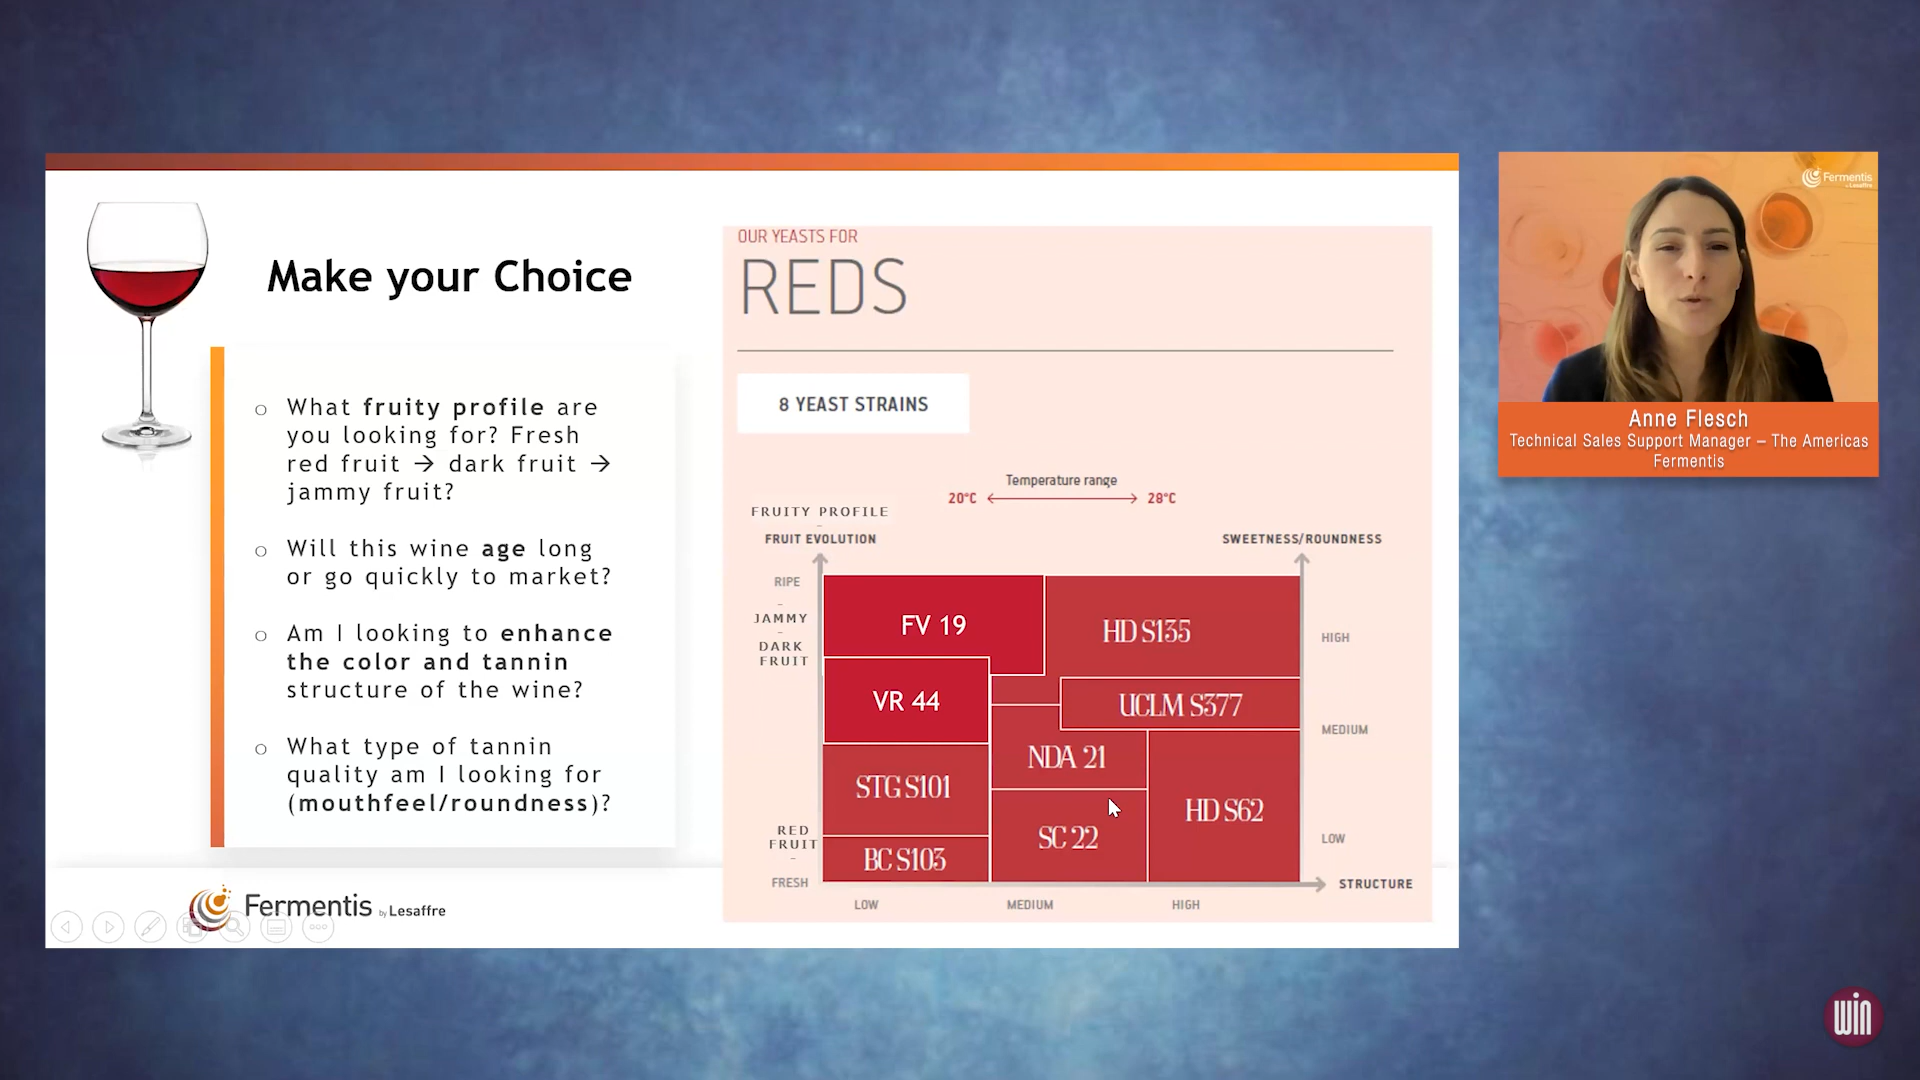 Make your Choice
o What fruity profile are
you looking for? Fresh
red fruit → dark fruit →
jammy fruit?
o Will this wine age long
or go quickly to market?
o Am I looking to enhance
the color and tannin
structure of the wine?
o What type of tannin
quality am I looking for
(mouthfeel/roundness)?
Fermentis by Lesaffre
OUR YEASTS FOR
REDS
8 YEAST STRAINS
Temperature range
20°C 28°C
FRUITY PROFILE
-
FRUIT EVOLUTION
SWEETNESS/ROUNDNESS
RIPE
-
JAMMY
-
DARK
FRUIT
RED
FRUIT
-
FRESH
FV 19
HD S135
VR 44
UCLM S377
NDA 21
STG S101
HD S62
SC 22
BC S103
HIGH
MEDIUM
LOW
STRUCTURE
LOW MEDIUM HIGH
Fermentis
by Lesaffre
Anne Flesch
Technical Sales Support Manager – The Americas
Fermentis
win